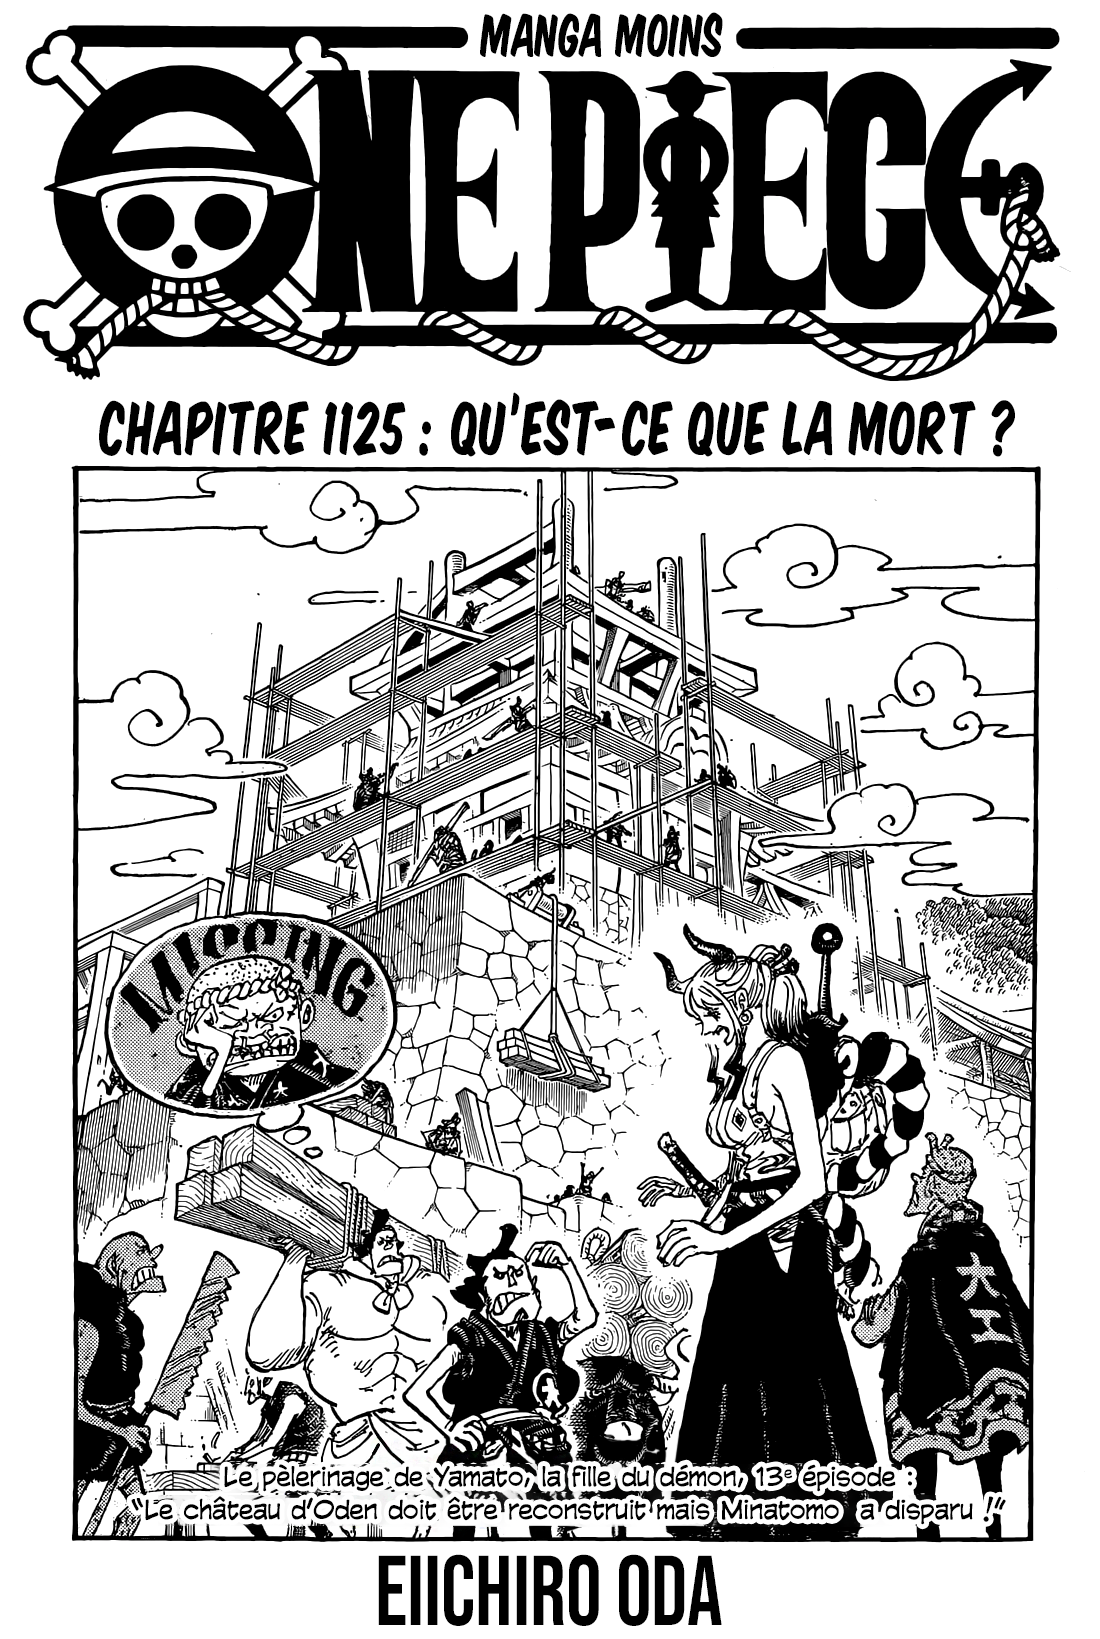 MANGA MOINS
ONE PIECE
CHAPITRE 1125 : QU'EST-CE QUE LA MORT ?
MISSING
大工
Le pèlerinage de Yamato, la fille du démon, 13e épisode :
"Le château d'Oden doit être reconstruit mais Minatomo a disparu !"
EIICHIRO ODA